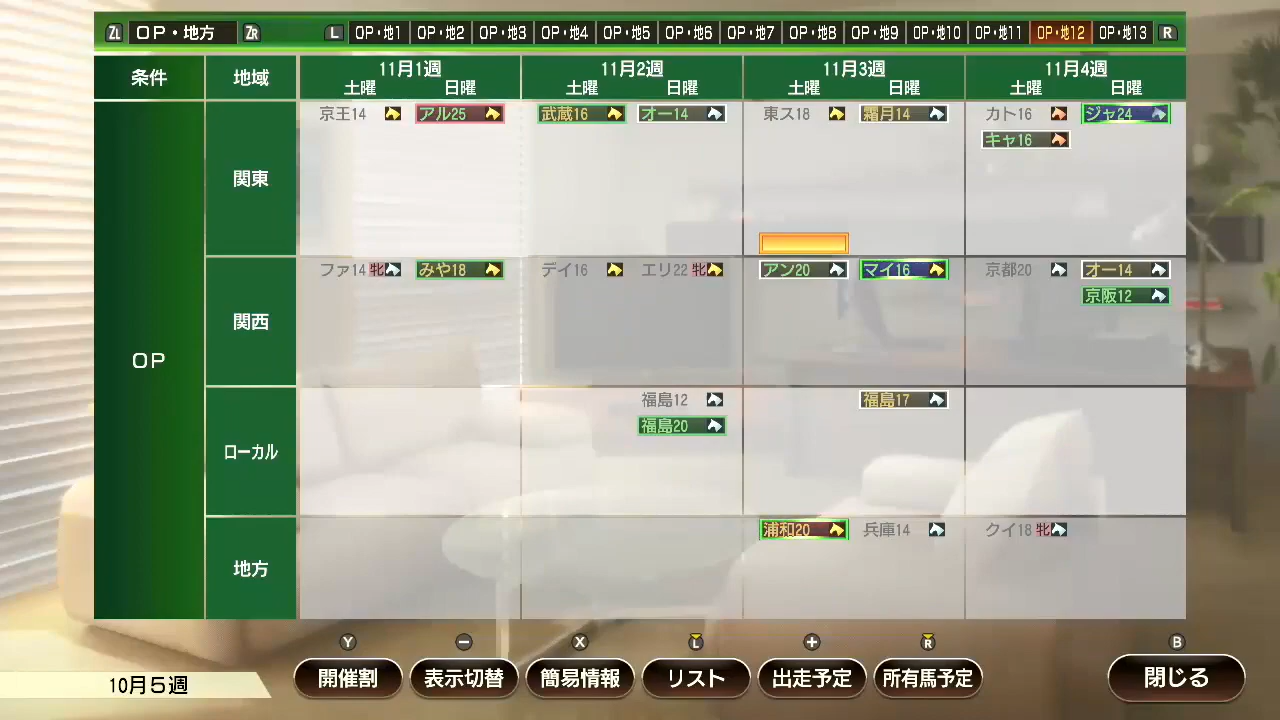 ZL OP・地方 ZR L OP・地1 OP・地2 OP・地3 OP・地4 OP・地5 OP・地6 OP・地7 OP・地8 OP・地9 OP・地10 OP・地11 OP・地12 OP・地13 R
条件 地域 11月1週 11月2週 11月3週 11月4週
土曜 日曜 土曜 日曜 土曜 日曜 土曜 日曜
京王14 アル25 武蔵16 オー14 東ス18 霜月14 カト16 ジャ24
キャ16
関東
ファ14 牝 みや18 デイ16 エリ22 牝 アン20 マイ16 京都20 オー14
京阪12
関西
OP
福島12 福島17
福島20
ローカル
浦和20 兵庫14 クイ18 牝
地方
Y - X L + R B
開催割 表示切替 簡易情報 リスト 出走予定 所有馬予定 閉じる
10月5週